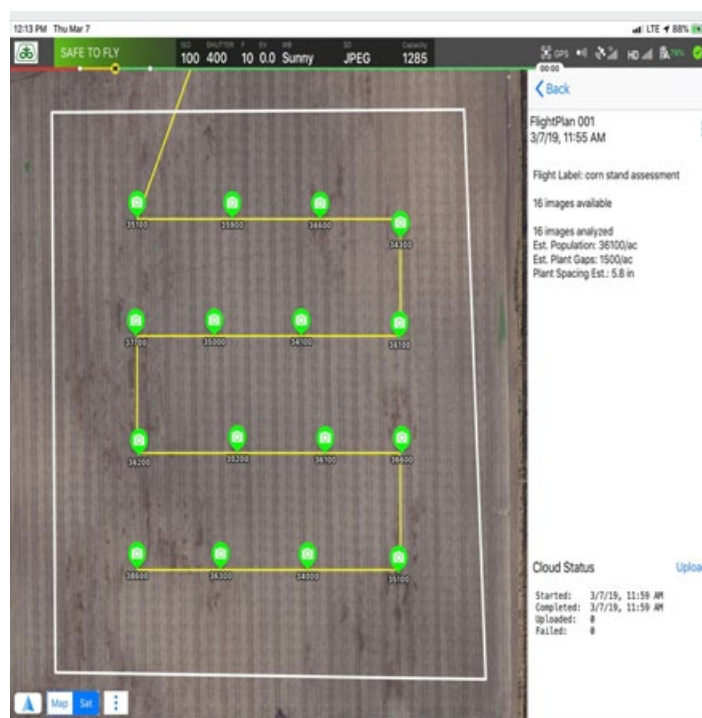 12:13 PM Thu Mar 7
LTE 88%
SAFE TO FLY
ISO SHUTTER F EV WB SD Capacity
100 400 10 0.0 Sunny JPEG 1285
GPS HD
00:00
Back
FlightPlan 001
3/7/19, 11:55 AM
Flight Label: corn stand assessment
16 images available
16 images analyzed
Est. Population: 36100/ac
Est. Plant Gaps: 1500/ac
Plant Spacing Est.: 5.8 in
35100 35900 36600 34300
37700 35000 34100 36100
36200 35200 36100 36600
38600 36300 34000 35100
Cloud Status
Uploa
Started: 3/7/19, 11:59 AM
Completed: 3/7/19, 11:59 AM
Uploaded: 0
Failed: 0
Map Sat